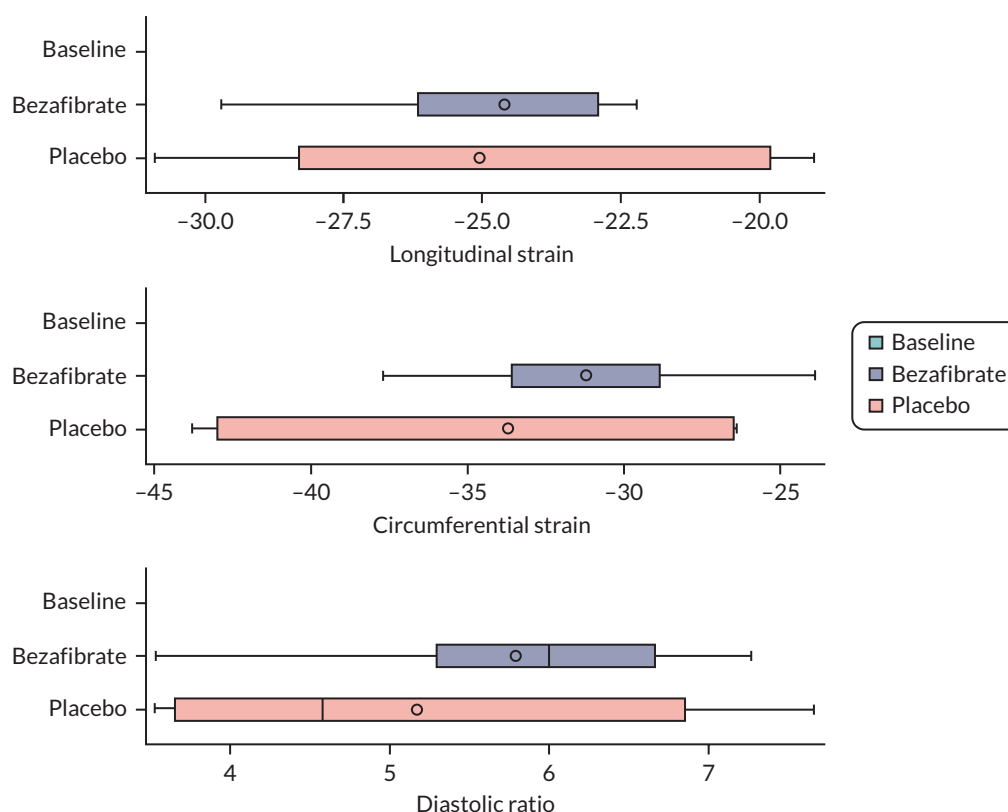 Baseline
Bezafibrate
Placebo
−30.0 −27.5 −25.0 −22.5 −20.0
Longitudinal strain
Baseline
Bezafibrate
Placebo
−45 −40 −35 −30 −25
Circumferential strain
Baseline
Bezafibrate
Placebo
Baseline
Bezafibrate
Placebo
4 5 6 7
Diastolic ratio